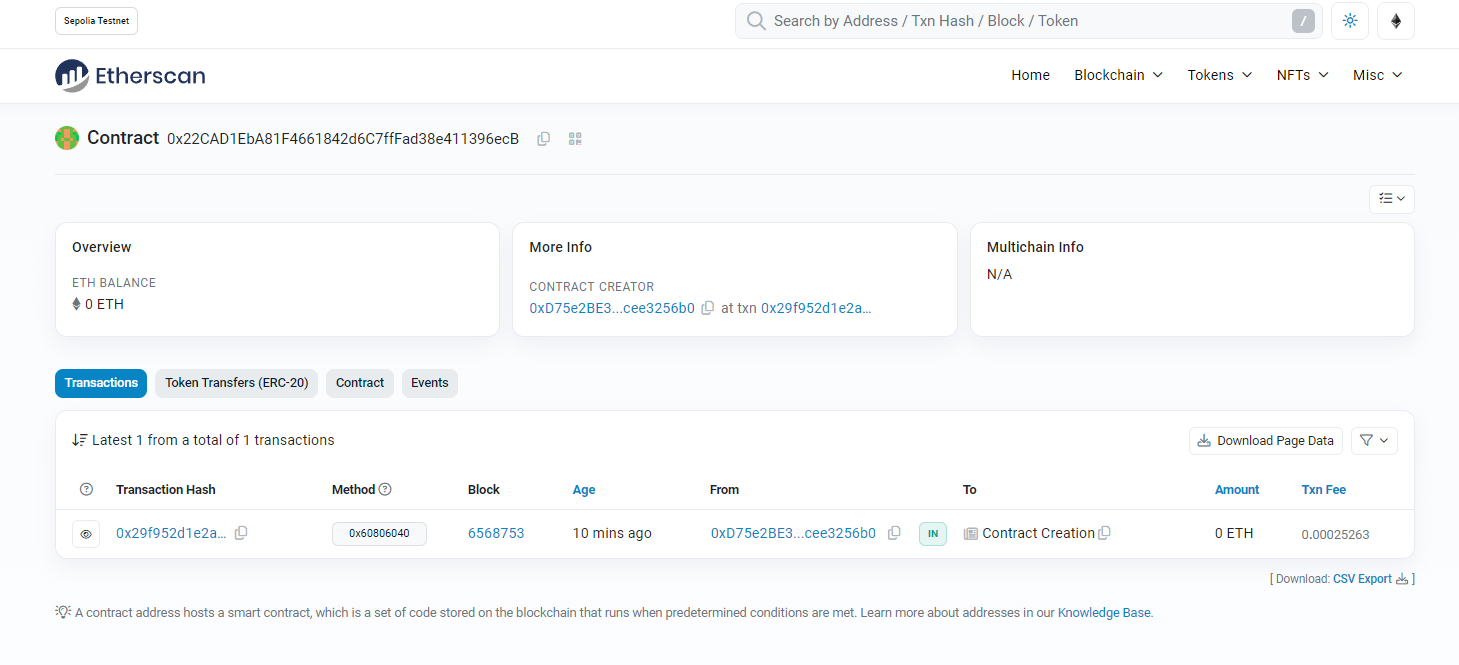 Sepolia Testnet
Search by Address / Txn Hash / Block / Token /
Etherscan
Home Blockchain Tokens NFTs Misc
Contract 0x22CAD1EbA81F4661842d6C7ffFad38e411396ecB
Overview
ETH BALANCE
0 ETH
More Info
CONTRACT CREATOR
0xD75e2BE3...cee3256b0 at txn 0x29f952d1e2a...
Multichain Info
N/A
Transactions Token Transfers (ERC-20) Contract Events
Latest 1 from a total of 1 transactions
Download Page Data
Transaction Hash Method Block Age From To Amount Txn Fee
0x29f952d1e2a... 0x60806040 6568753 10 mins ago 0xD75e2BE3...cee3256b0 IN Contract Creation 0 ETH 0.00025263
[ Download: CSV Export ]
A contract address hosts a smart contract, which is a set of code stored on the blockchain that runs when predetermined conditions are met. Learn more about addresses in our Knowledge Base.